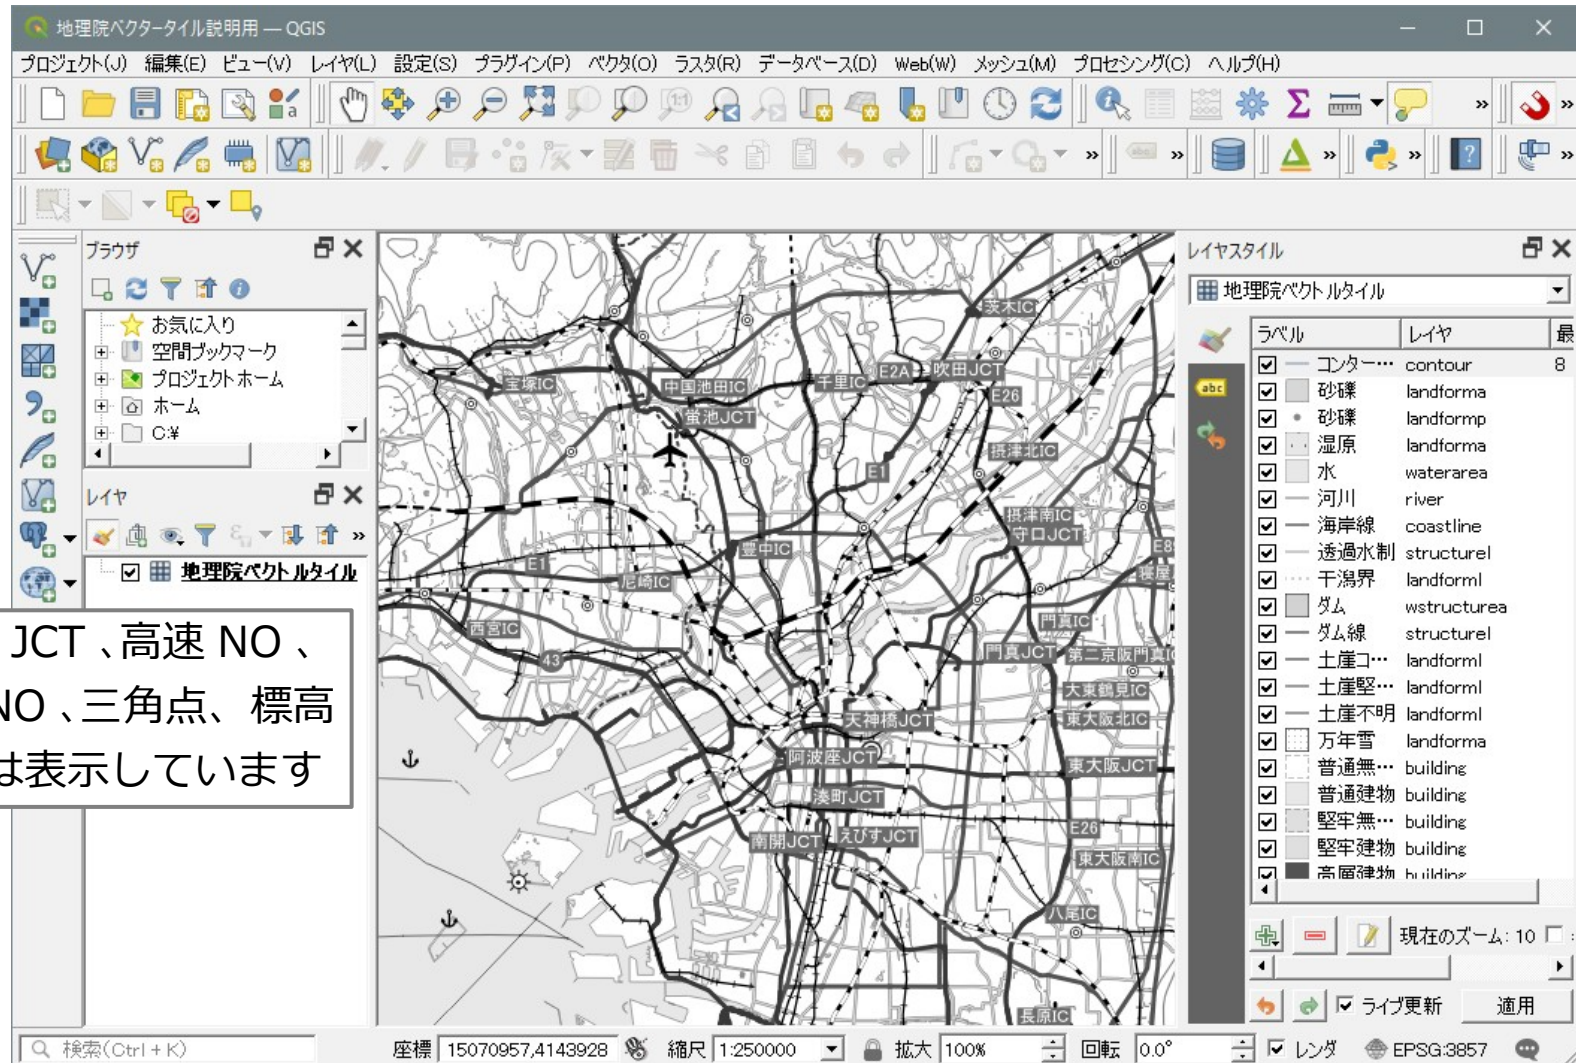 地理院ベクタータイル説明用 — QGIS
プロジェクト(J) 編集(E) ビュー(V) レイヤ(L) 設定(S) プラグイン(P) ベクタ(O) ラスタ(R) データベース(D) Web(W) メッシュ(M) プロセシング(C) ヘルプ(H)
ブラウザ
お気に入り
空間ブックマーク
プロジェクトホーム
ホーム
C:¥
レイヤ
地理院ベクトルタイル
JCT、高速 NO、
NO、三角点、標高
は表示しています
茨木IC
宝塚IC
中国池田IC
千里IC
E2A
吹田JCT
E26
蛍池JCT
摂津北IC
E1
摂津南IC
守口JCT
豊中IC
E1
尼崎IC
西宮IC
43
門真IC
門真JCT
第二京阪門真IC
大東鶴見IC
天神橋JCT
東大阪北IC
阿波座JCT
東大阪JCT
湊町JCT
南開JCT
えびすJCT
E26
東大阪南IC
八尾IC
長原IC
レイヤスタイル
地理院ベクトルタイル
ラベル レイヤ 最
コンター… contour 8
砂礫 landforma
砂礫 landformp
湿原 landforma
水 waterarea
河川 river
海岸線 coastline
透過水制 structurel
干潟界 landforml
ダム wstructurea
ダム線 structurel
土崖コ… landforml
土崖堅… landforml
土崖不明 landforml
万年雪 landforma
普通無… building
普通建物 building
堅牢無… building
堅牢建物 building
高層建物 building
現在のズーム: 10
ライブ更新 適用
検索(Ctrl + K) 座標 15070957,4143928 縮尺 1:250000 拡大 100% 回転 0.0° レンダ EPSG:3857